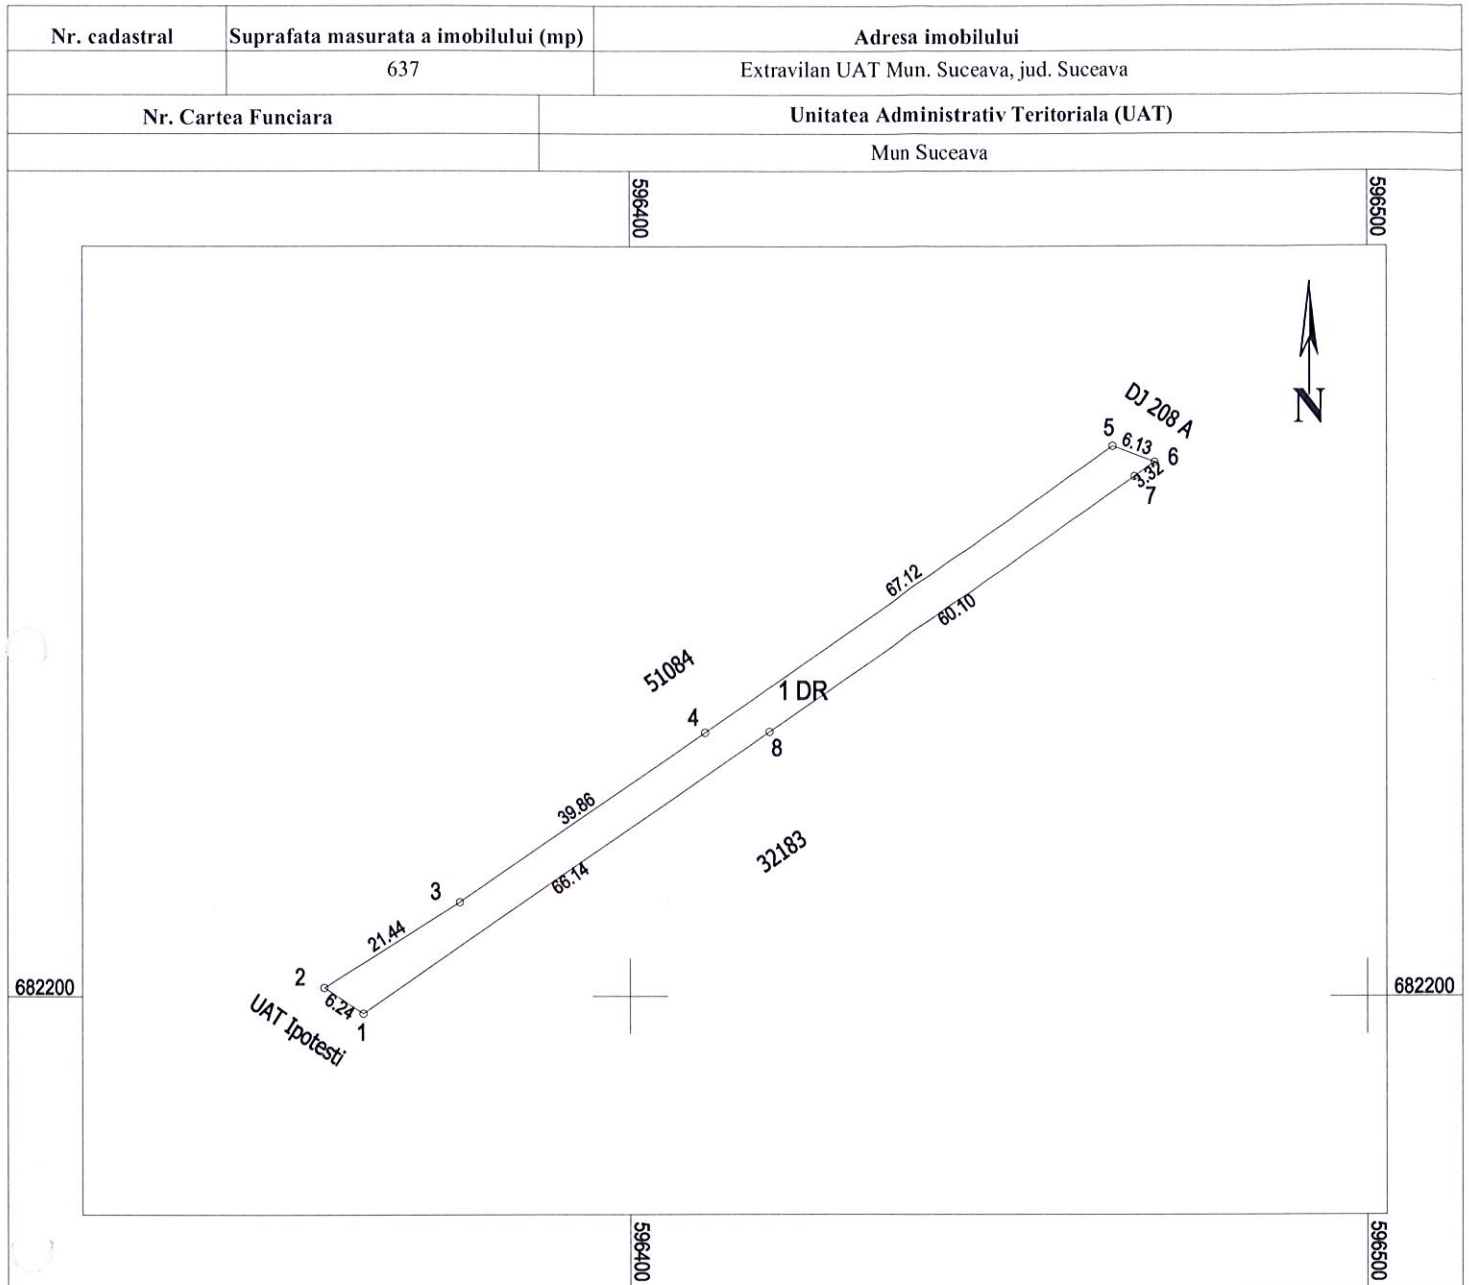 Nr. cadastral Suprafata masurata a imobilului (mp) Adresa imobilului
637 Extravilan UAT Mun. Suceava, jud. Suceava
Nr. Cartea Funciara Unitatea Administrativ Teritoriala (UAT)
Mun Suceava
596400 596500
N
DJ 208 A
5 6.13 6
3.32
7
67.12
60.10
51084
1 DR
4
8
39.86
32183
66.14
3
21.44
2
682200 682200
6.24
UAT Ipotesti
1
596400 596500